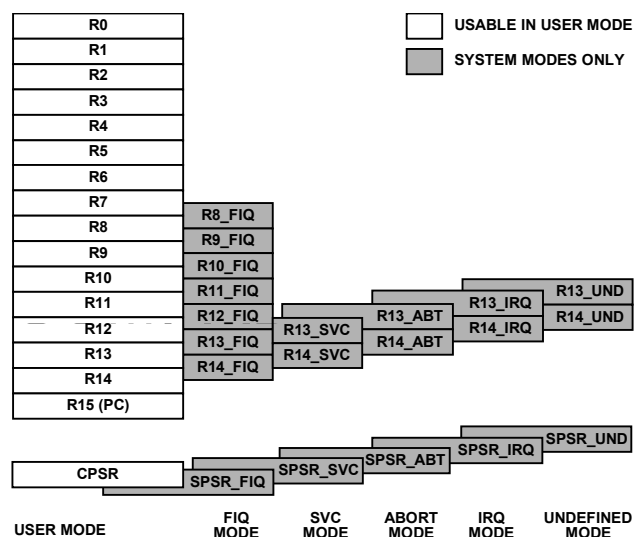 R0
R1
R2
R3
R4
R5
R6
R7
R8
R9
R10
R11
R12
R13
R14
R15 (PC)
R8_FIQ
R9_FIQ
R10_FIQ
R11_FIQ
R12_FIQ
R13_FIQ
R14_FIQ
R13_SVC
R14_SVC
R13_ABT
R14_ABT
R13_IRQ
R14_IRQ
R13_UND
R14_UND
USABLE IN USER MODE
SYSTEM MODES ONLY
CPSR
SPSR_FIQ
SPSR_SVC
SPSR_ABT
SPSR_IRQ
SPSR_UND
USER MODE
FIQ
MODE
SVC
MODE
ABORT
MODE
IRQ
MODE
UNDEFINED
MODE